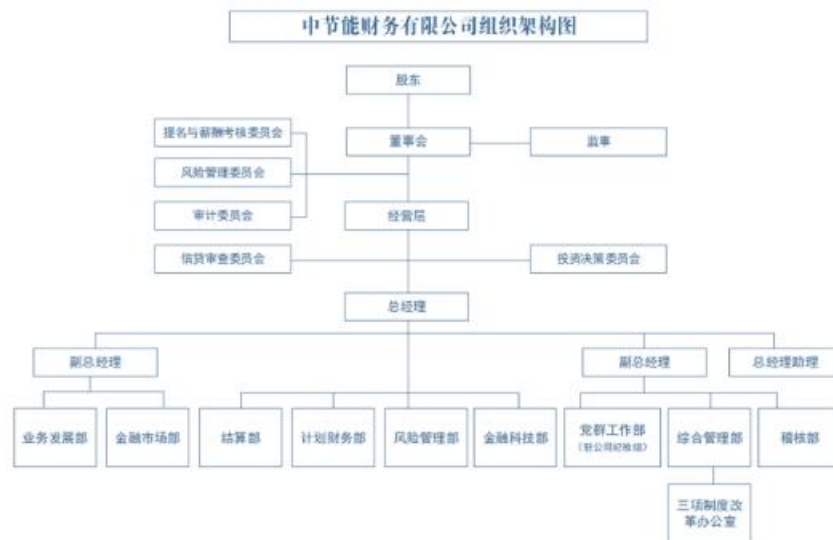 中节能财务有限公司组织架构图
股东
提名与薪酬考核委员会
董事会
监事
风险管理委员会
审计委员会
经营层
信贷审查委员会
投资决策委员会
总经理
副总经理
副总经理
总经理助理
业务发展部
金融市场部
结算部
计划财务部
风险管理部
金融科技部
党群工作部
（驻公司纪检组）
综合管理部
稽核部
三项制度改
革办公室